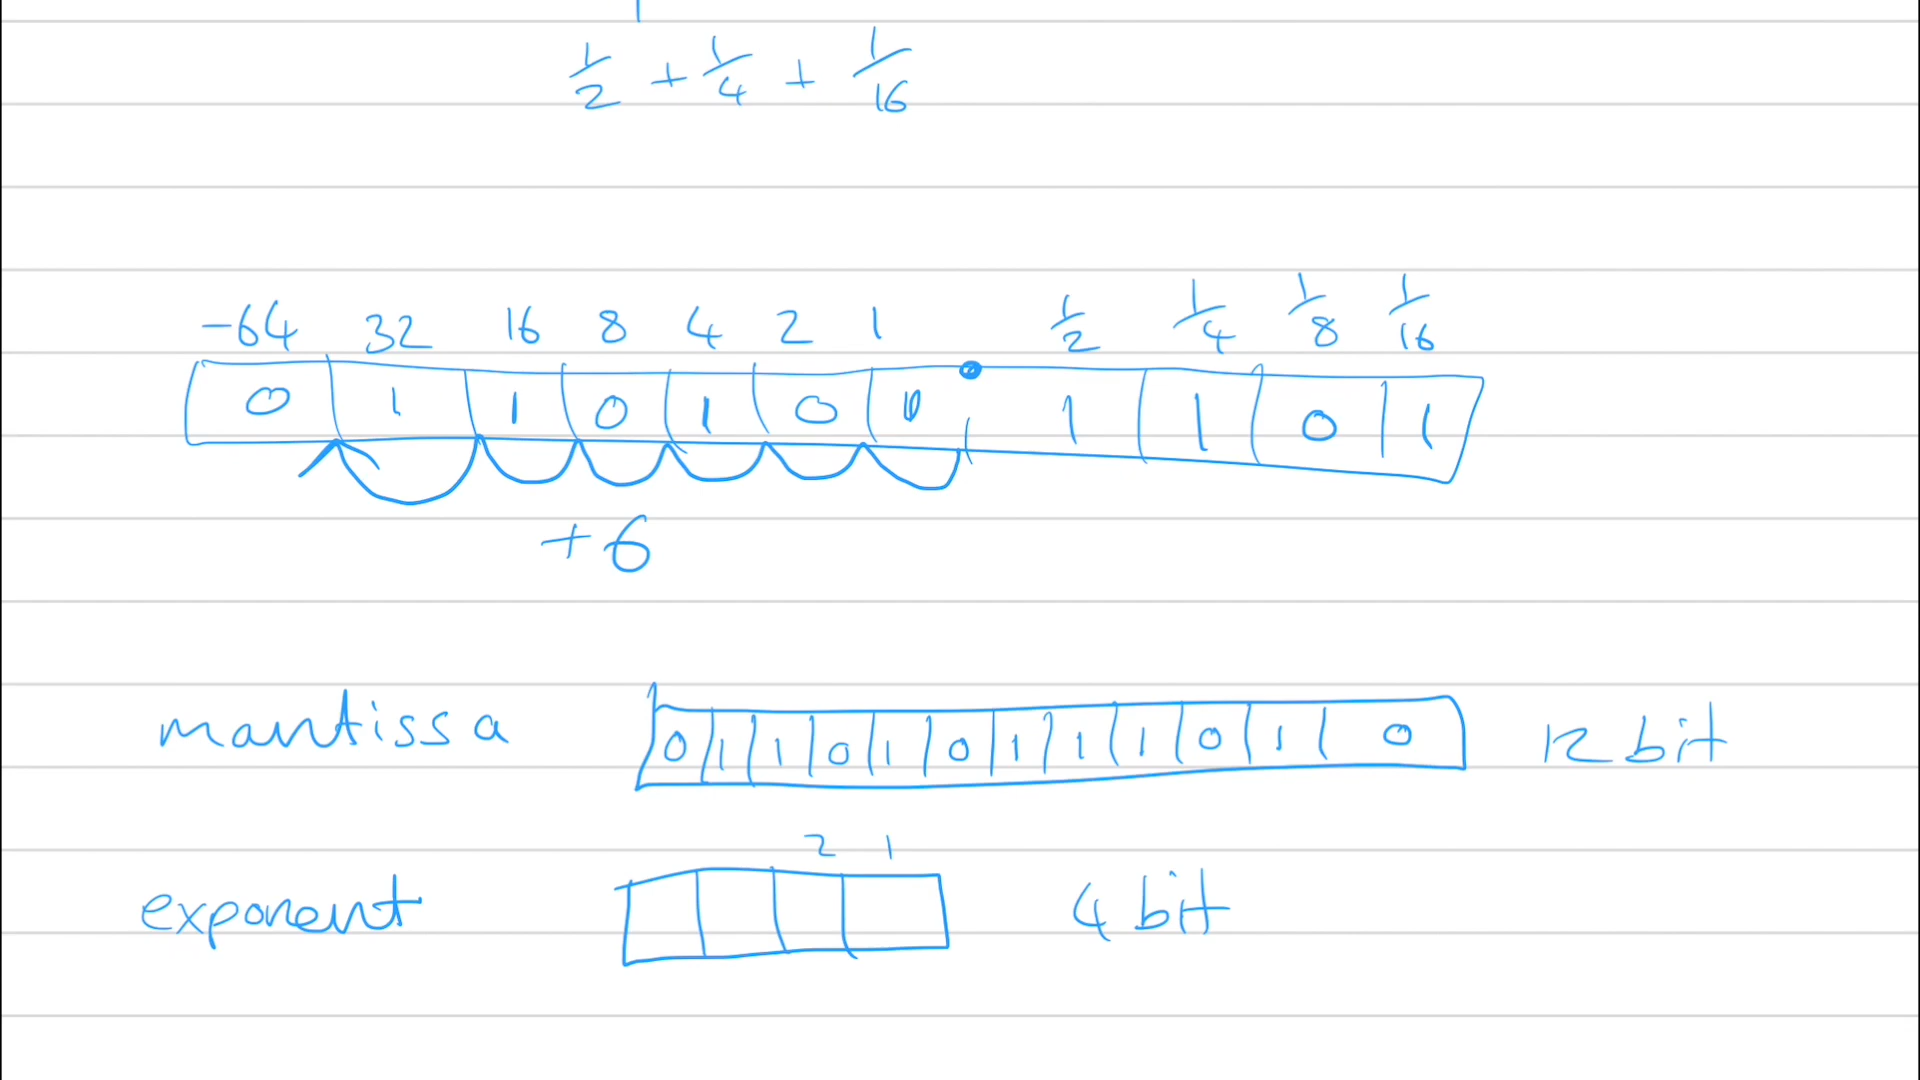 1/2 + 1/4 + 1/16
-64 32 16 8 4 2 1 1/2 1/4 1/8 1/16
0 1 1 0 1 0 1 1 0 1
+6
mantissa 0 1 1 0 1 0 1 1 1 0 1 0 12 bit
2 1
exponent 4 bit